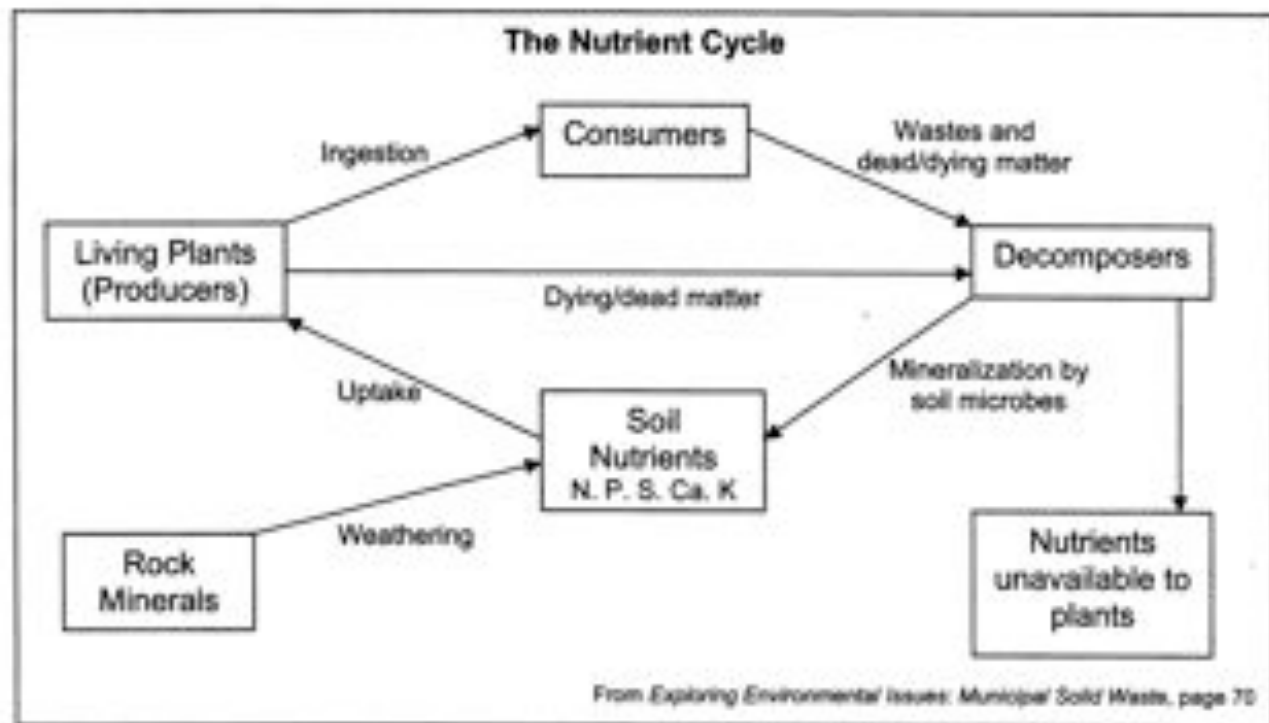 The Nutrient Cycle
Consumers
Ingestion
Wastes and
dead/dying matter
Living Plants
(Producers)
Decomposers
Dying/dead matter
Uptake
Mineralization by
soil microbes
Soil
Nutrients
N. P. S. Ca. K
Weathering
Rock
Minerals
Nutrients
unavailable to
plants
From Exploring Environmental Issues: Municipal Solid Waste, page 70